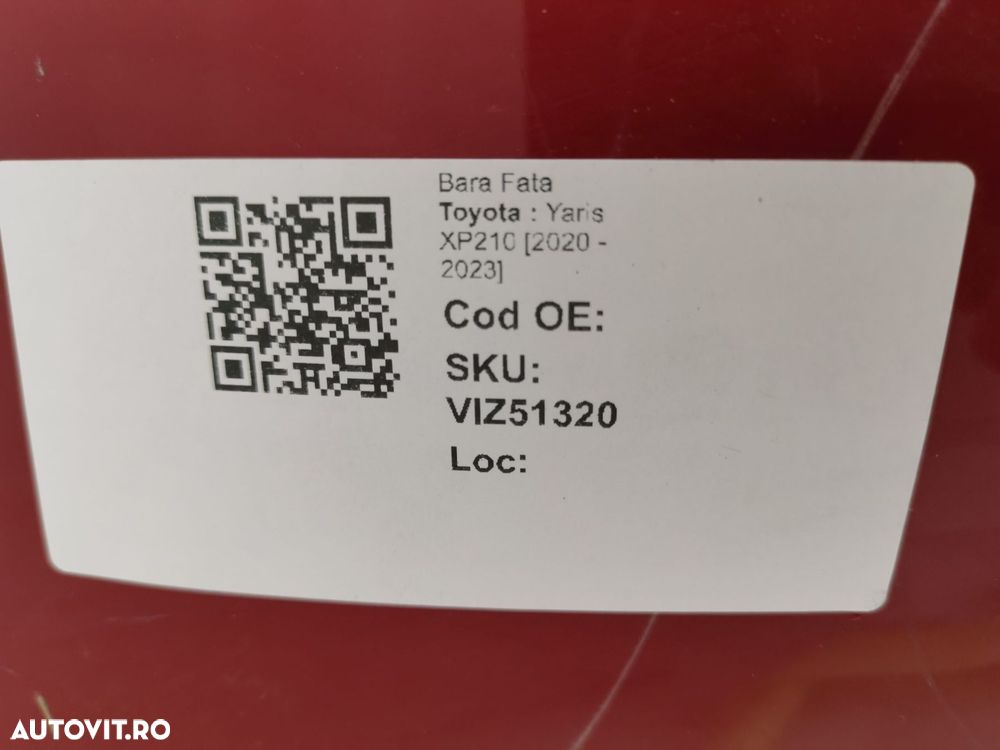 Bara Fata
Toyota : Yaris
XP210 [2020 -
2023]
Cod OE:
SKU:
VIZ51320
Loc:
AUTOVIT.RO